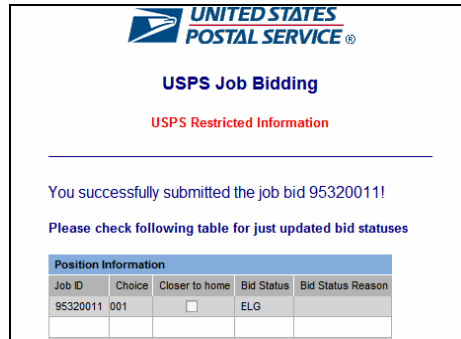 UNITED STATES
POSTAL SERVICE ®
USPS Job Bidding
USPS Restricted Information
You successfully submitted the job bid 95320011!
Please check following table for just updated bid statuses
Position Information
Job ID Choice Closer to home Bid Status Bid Status Reason
95320011 001 ELG